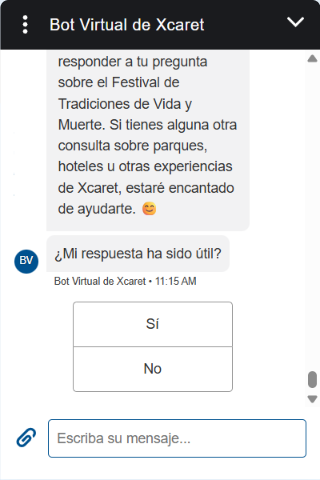 Bot Virtual de Xcaret
responder a tu pregunta
sobre el Festival de
Tradiciones de Vida y
Muerte. Si tienes alguna otra
consulta sobre parques,
hoteles u otras experiencias
de Xcaret, estaré encantado
de ayudarte. 😊
¿Mi respuesta ha sido útil?
BV
Bot Virtual de Xcaret • 11:15 AM
Sí
No
Escriba su mensaje...